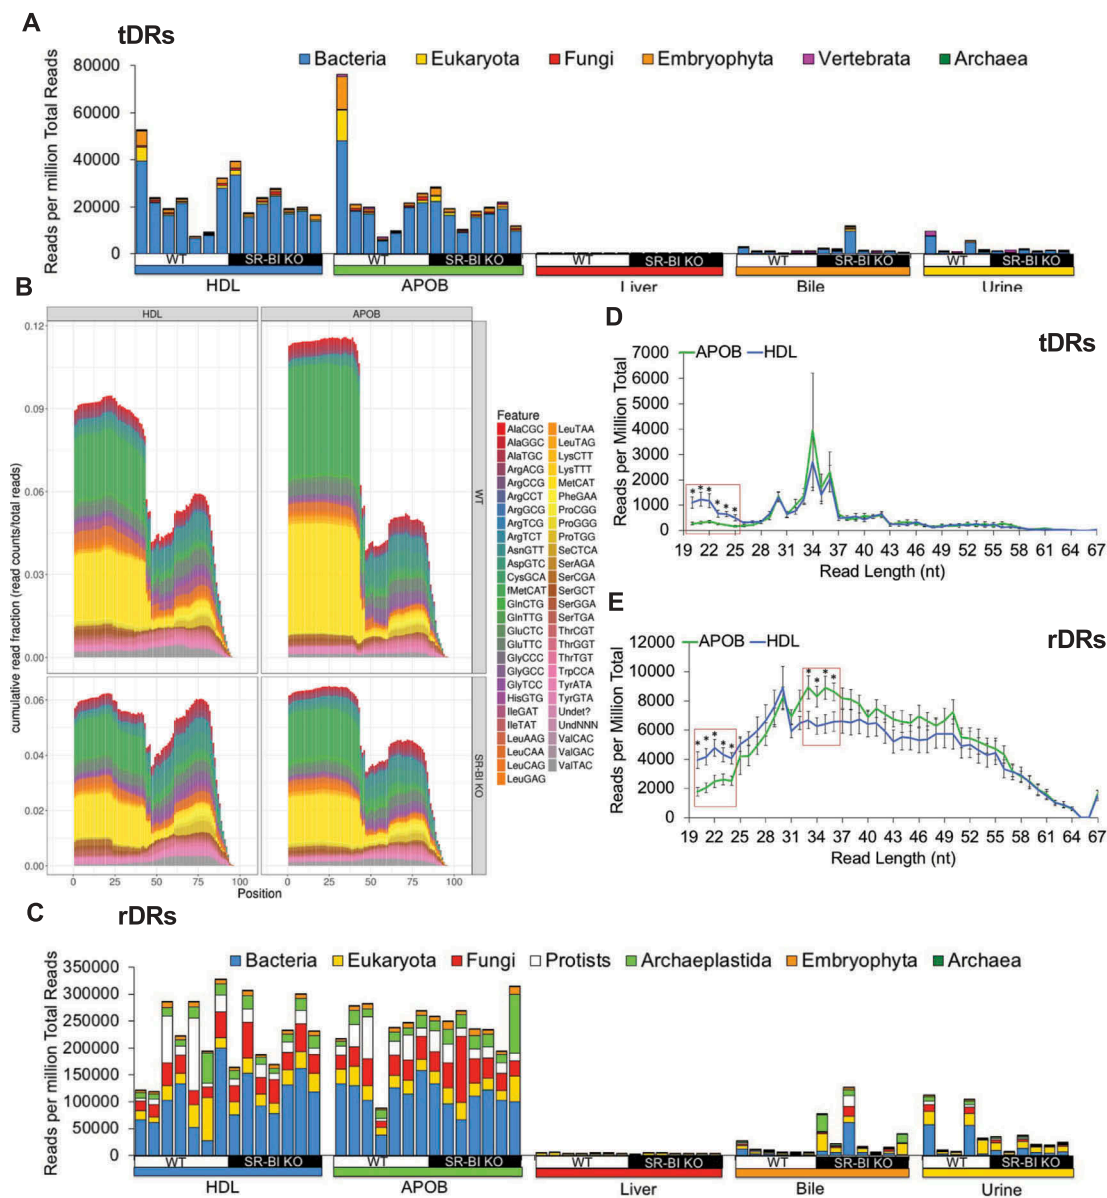 A
tDRs
Bacteria Eukaryota Fungi Embryophyta Vertebrata Archaea
Reads per million Total Reads
80000
60000
40000
20000
0
WT SR-BI KO WT SR-BI KO WT SR-BI KO WT SR-BI KO WT SR-BI KO
HDL APOB Liver Bile Urine
B
HDL APOB
cumulative read fraction (read counts/total reads)
0.12
0.09
0.06
0.03
0.00
WT
0.06
0.04
0.02
0.00
SR-BI KO
0 25 50 75 100 0 25 50 75 100
Position
Feature
AlaCGC LeuTAA
AlaGGC LeuTAG
AlaTGC LysCTT
ArgACG LysTTT
ArgCCG MetCAT
ArgCCT PheGAA
ArgGCG ProCGG
ArgTCG ProGGG
ArgTCT ProTGG
AsnGTT SeCTCA
AspGTC SerAGA
CysGCA SerCGA
fMetCAT SerGCT
GlnCTG SerGGA
GlnTTG SerTGA
GluCTC ThrCGT
GluTTC ThrGGT
GlyCCC ThrTGT
GlyGCC TrpCCA
GlyTCC TyrATA
HisGTG TyrGTA
IleGAT Undet?
IleTAT UndNNN
LeuAAG ValCAC
LeuCAA ValGAC
LeuCAG ValTAC
LeuGAG
D
tDRs
APOB HDL
Reads per Million Total
7000
6000
5000
4000
3000
2000
1000
0
* * * * * *
19 22 25 28 31 34 37 40 43 46 49 52 55 58 61 64 67
Read Length (nt)
E
rDRs
APOB HDL
Reads per Million Total
12000
10000
8000
6000
4000
2000
0
* * * * *
* * * *
19 22 25 28 31 34 37 40 43 46 49 52 55 58 61 64 67
Read Length (nt)
C
rDRs
Bacteria Eukaryota Fungi Protists Archaeplastida Embryophyta Archaea
Reads per million Total Reads
350000
300000
250000
200000
150000
100000
50000
0
WT SR-BI KO WT SR-BI KO WT SR-BI KO WT SR-BI KO WT SR-BI KO
HDL APOB Liver Bile Urine